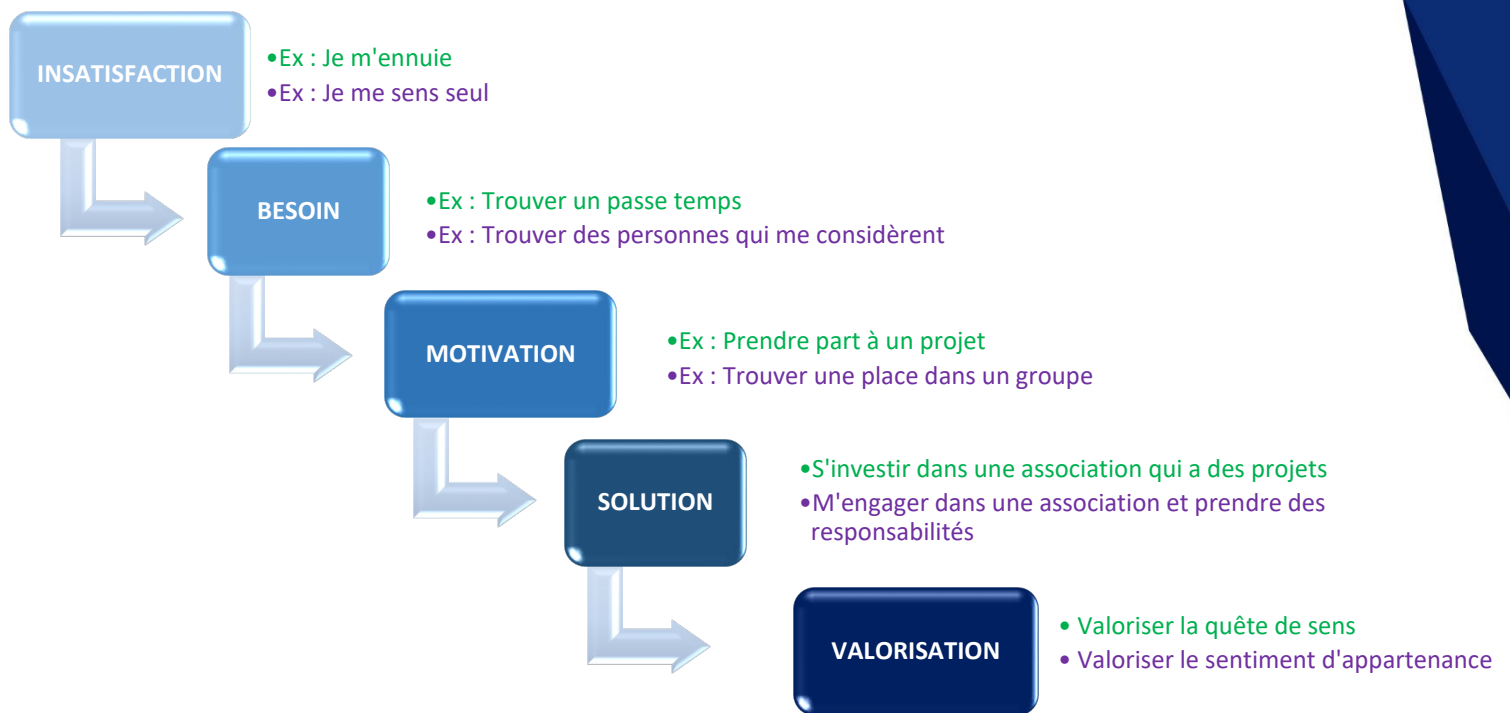 INSATISFACTION
•Ex : Je m'ennuie
•Ex : Je me sens seul
BESOIN
•Ex : Trouver un passe temps
•Ex : Trouver des personnes qui me considèrent
MOTIVATION
•Ex : Prendre part à un projet
•Ex : Trouver une place dans un groupe
SOLUTION
•S'investir dans une association qui a des projets
•M'engager dans une association et prendre des
responsabilités
VALORISATION
• Valoriser la quête de sens
• Valoriser le sentiment d'appartenance